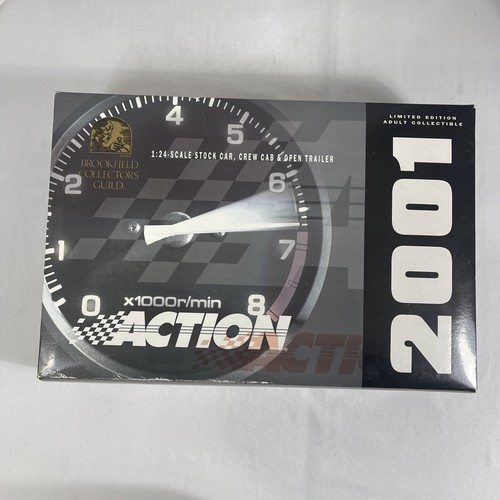 BROOKFIELD
COLLECTORS
GUILD
1:24-SCALE STOCK CAR, CREW CAB & OPEN TRAILER
0
1
2
4
5
6
7
8
x1000r/min
ACTION
ACTION
LIMITED EDITION
ADULT COLLECTIBLE
2001